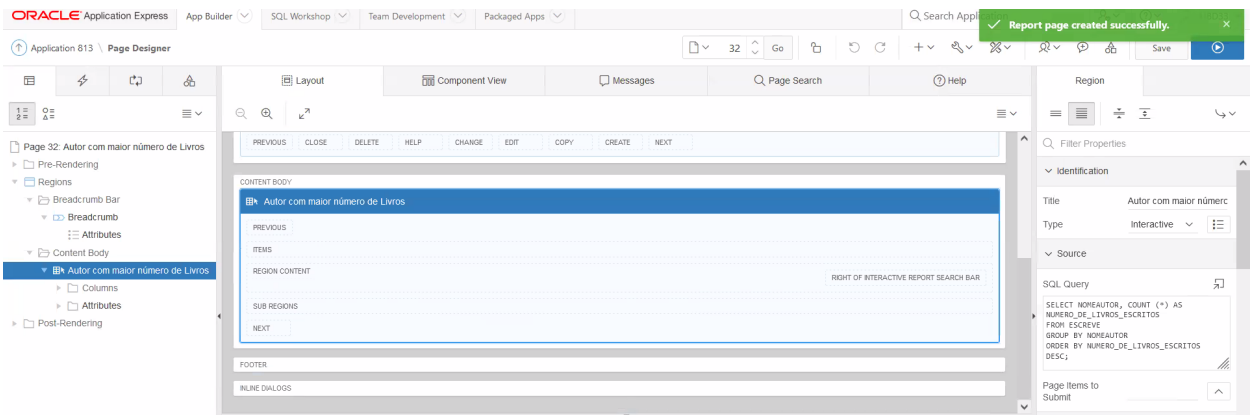 ORACLE Application Express App Builder SQL Workshop Team Development Packaged Apps Search Appl
Report page created successfully.
Application 813 \ Page Designer 32 Go Save
Layout Component View Messages Page Search Help Region
PREVIOUS CLOSE DELETE HELP CHANGE EDIT COPY CREATE NEXT
Filter Properties
Page 32: Autor com maior número de Livros
Pre-Rendering
Regions
Breadcrumb Bar
Breadcrumb
Attributes
Content Body
Autor com maior número de Livros
Columns
Attributes
Post-Rendering
CONTENT BODY
Autor com maior número de Livros
PREVIOUS
ITEMS
REGION CONTENT
RIGHT OF INTERACTIVE REPORT SEARCH BAR
SUB REGIONS
NEXT
FOOTER
INLINE DIALOGS
Identification
Title Autor com maior númerc
Type Interactive
Source
SQL Query
SELECT NOMEAUTOR, COUNT (*) AS
NUMERO_DE_LIVROS_ESCRITOS
FROM ESCREVE
GROUP BY NOMEAUTOR
ORDER BY NUMERO_DE_LIVROS_ESCRITOS
DESC;
Page Items to
Submit